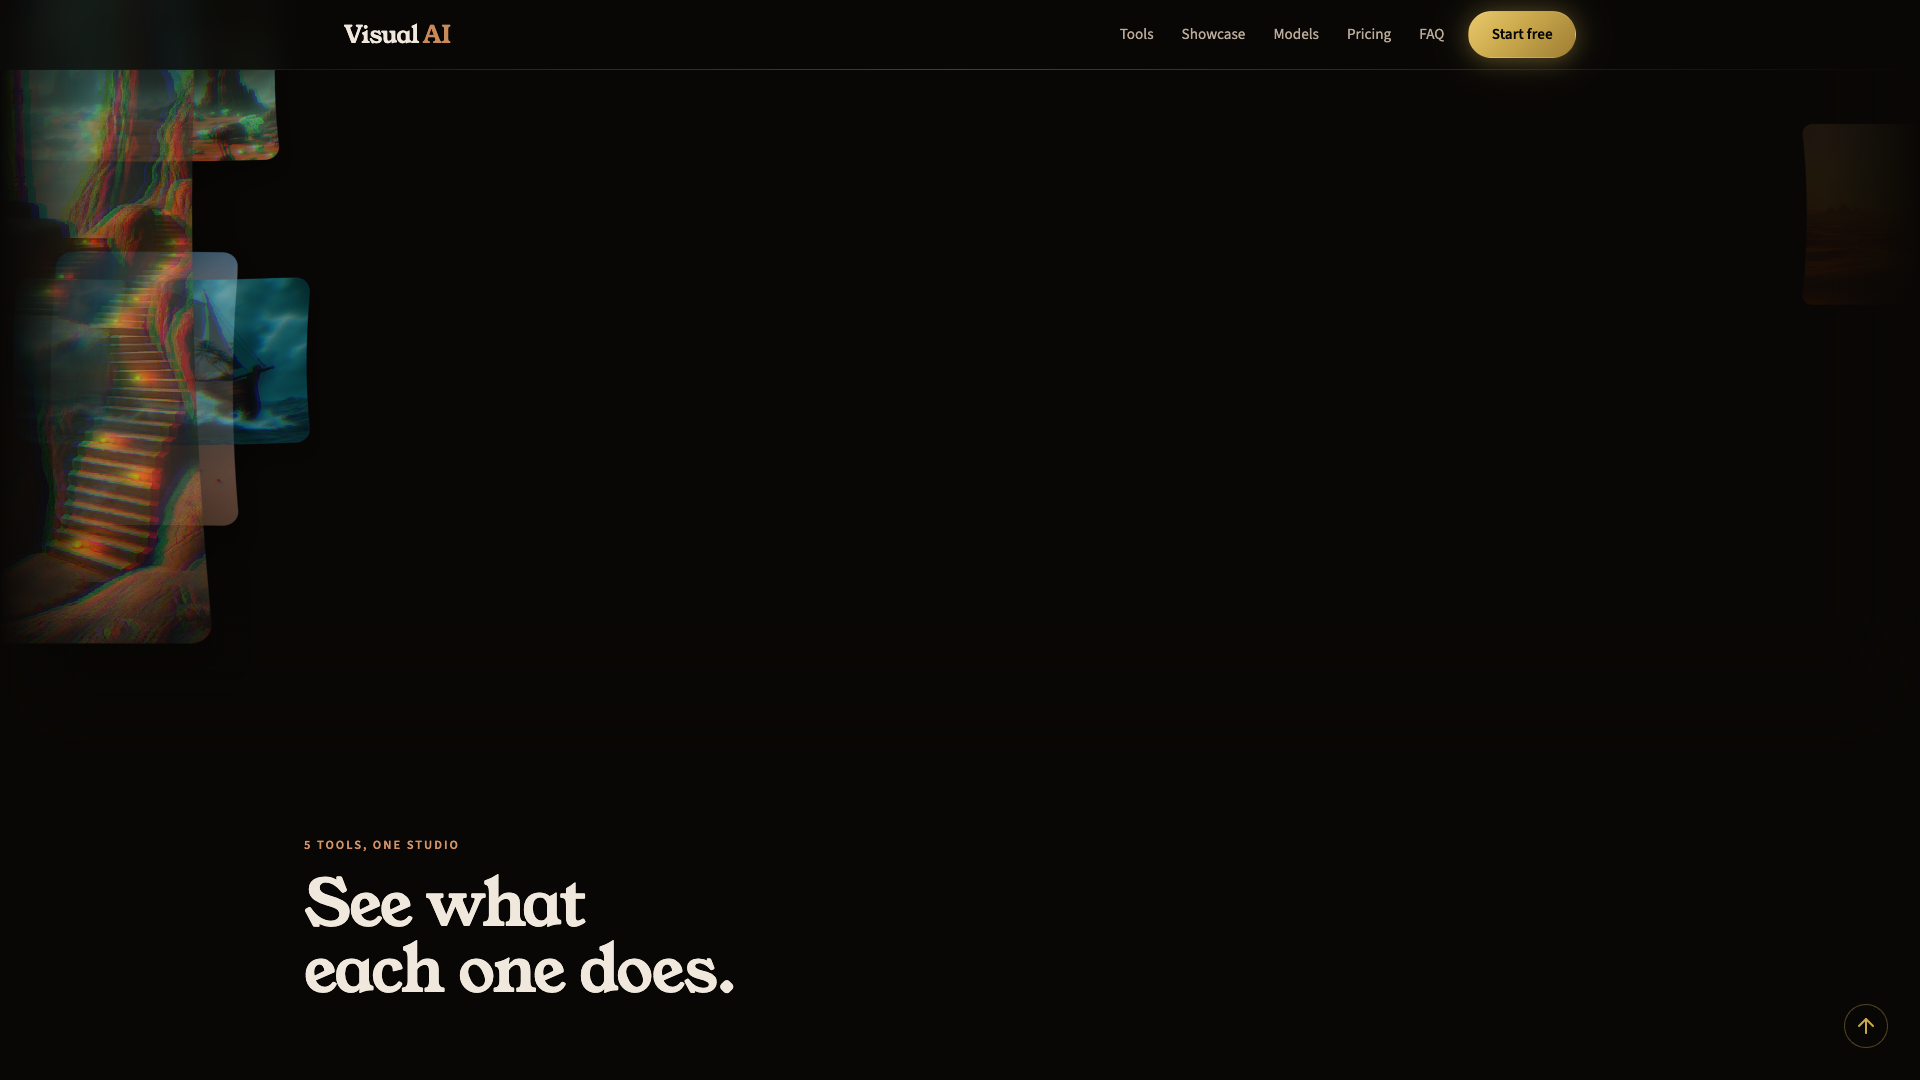 Visual AI
Tools
Showcase
Models
Pricing
FAQ
Start free
5 TOOLS, ONE STUDIO
See what
each one does.